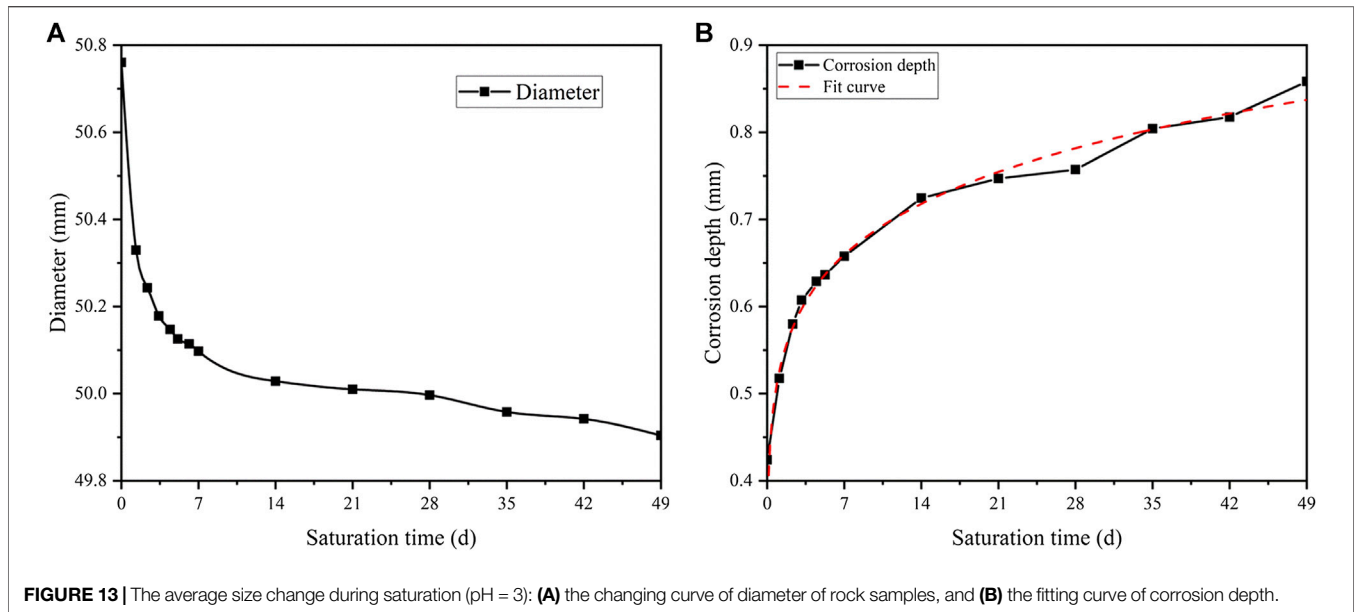 A
50.8
50.6
50.4
50.2
50.0
49.8
Diameter (mm)
Diameter
0 7 14 21 28 35 42 49
Saturation time (d)
B
0.9
0.8
0.7
0.6
0.5
0.4
Corrosion depth (mm)
Corrosion depth
Fit curve
0 7 14 21 28 35 42 49
Saturation time (d)
FIGURE 13 | The average size change during saturation (pH = 3): (A) the changing curve of diameter of rock samples, and (B) the fitting curve of corrosion depth.